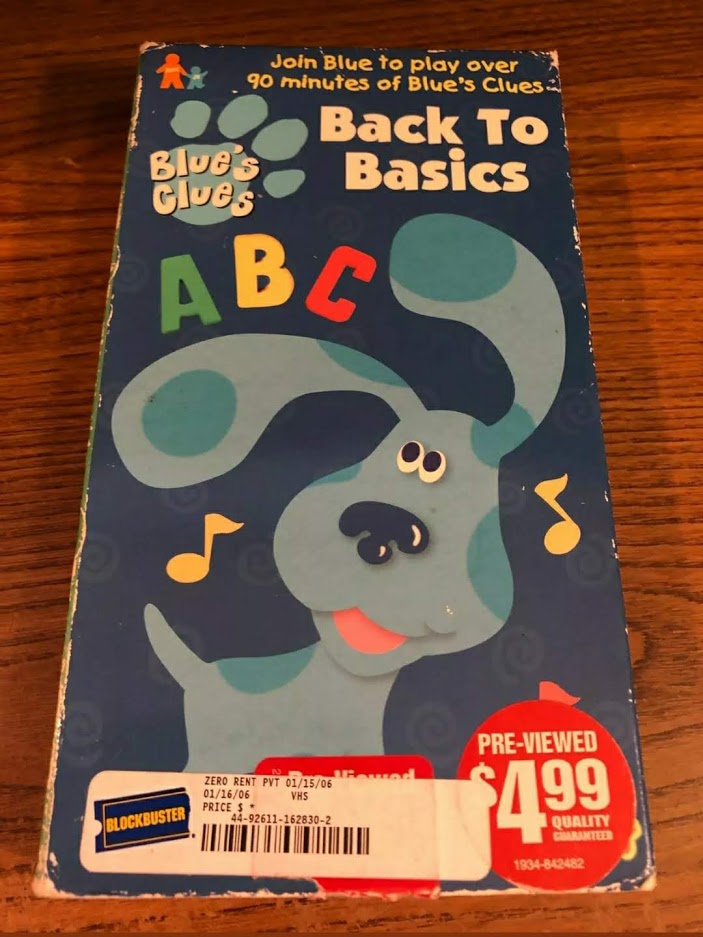 Join Blue to play over
90 minutes of Blue's Clues
Back To
Basics
Blue's
Clues
A B C
Pre-Viewed
PRE-VIEWED
$4.99
QUALITY
GUARANTEED
1934-842482
ZERO RENT PVT 01/15/06
01/16/06 VHS
PRICE $ *
44-92611-162830-2
BLOCKBUSTER